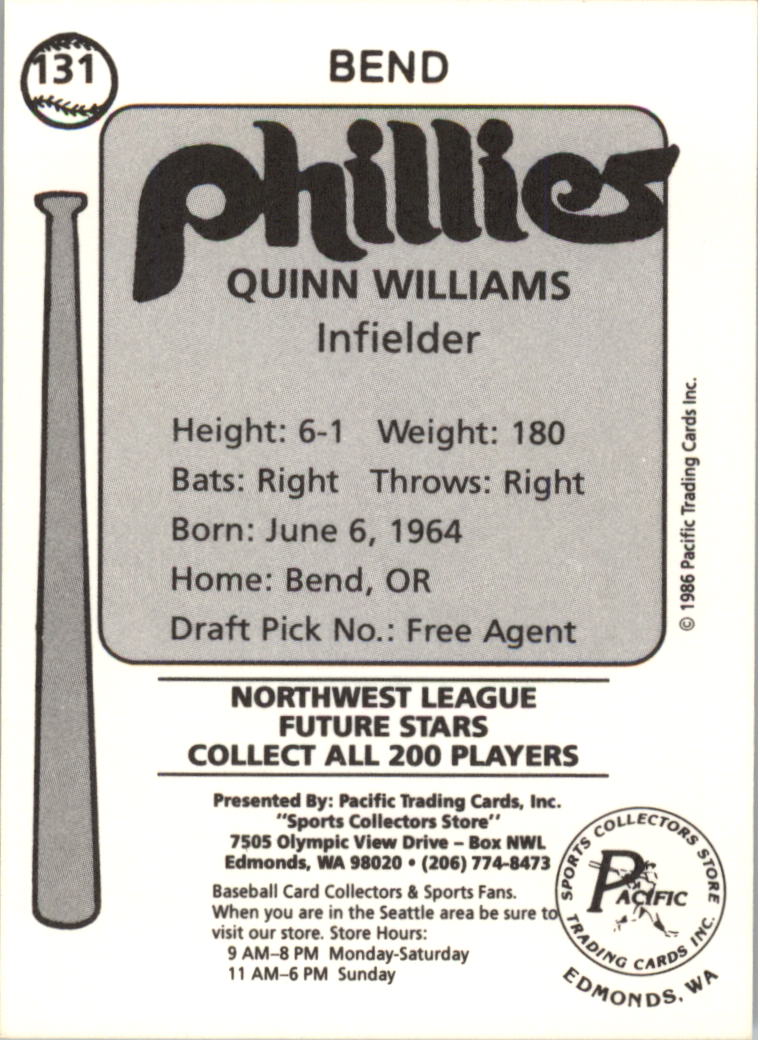 131
BEND
phillies
QUINN WILLIAMS
Infielder
Height: 6-1 Weight: 180
Bats: Right Throws: Right
Born: June 6, 1964
Home: Bend, OR
Draft Pick No.: Free Agent
© 1986 Pacific Trading Cards Inc.
NORTHWEST LEAGUE
FUTURE STARS
COLLECT ALL 200 PLAYERS
Presented By: Pacific Trading Cards, Inc.
"Sports Collectors Store"
7505 Olympic View Drive – Box NWL
Edmonds, WA 98020 • (206) 774-8473
Baseball Card Collectors & Sports Fans.
When you are in the Seattle area be sure to
visit our store. Store Hours:
9 AM–8 PM Monday-Saturday
11 AM–6 PM Sunday
SPORTS COLLECTORS STORE
PACIFIC
TRADING CARDS INC.
EDMONDS, WA